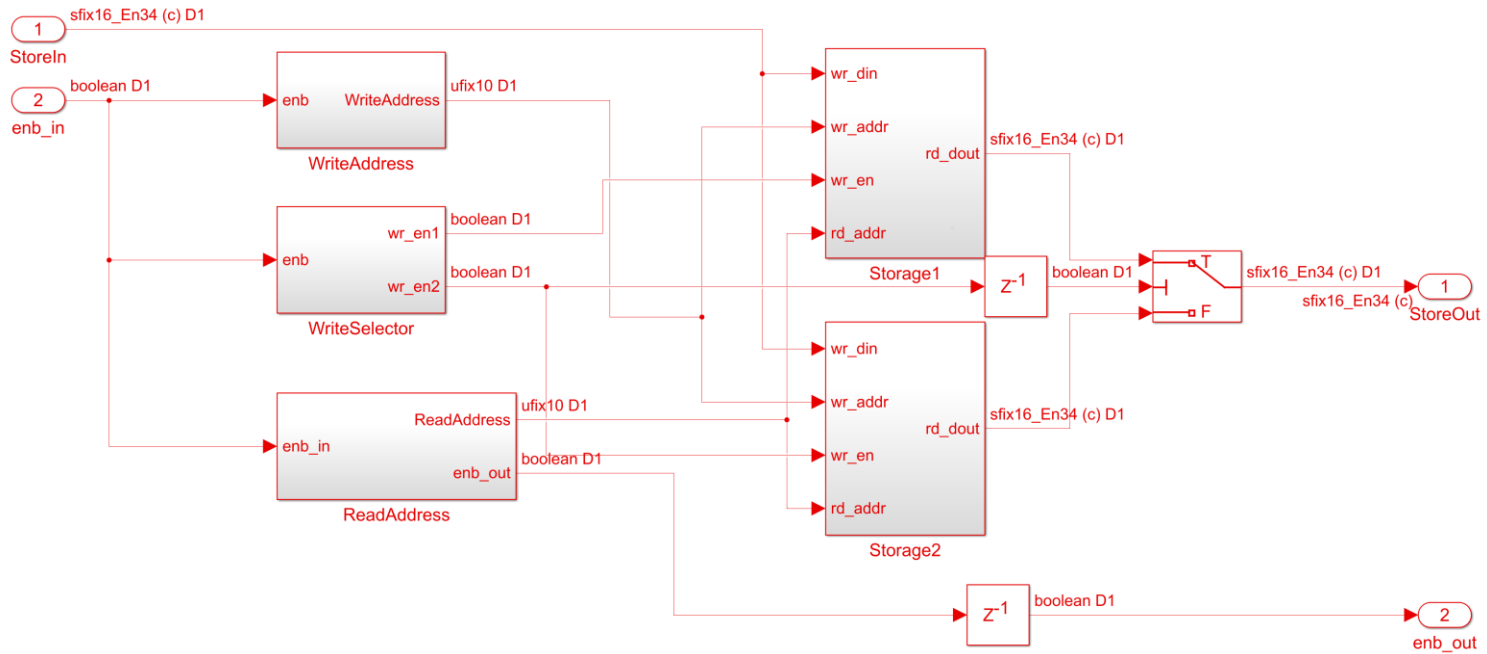 sfix16_En34 (c) D1
1
StoreIn
boolean D1
2
enb_in
enb
WriteAddress
ufix10 D1
WriteAddress
enb
wr_en1
boolean D1
wr_en2
boolean D1
WriteSelector
enb_in
ReadAddress
ufix10 D1
enb_out
boolean D1
ReadAddress
wr_din
wr_addr
wr_en
rd_addr
rd_dout
sfix16_En34 (c) D1
Storage1
Z-1
boolean D1
wr_din
wr_addr
wr_en
rd_addr
rd_dout
sfix16_En34 (c) D1
Storage2
T
F
sfix16_En34 (c) D1
sfix16_En34 (c)
1
StoreOut
Z-1
boolean D1
2
enb_out